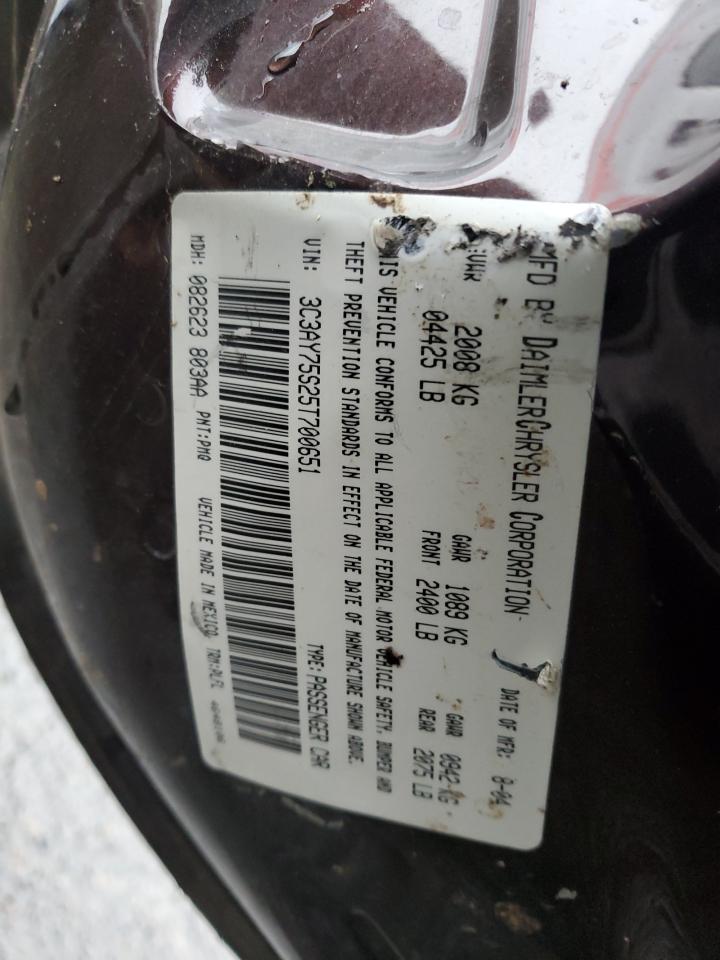 MFD BY DAIMLERCHRYSLER CORPORATION
DATE OF MFR: 8-04
2008 KG
04425 LB
GAWR 1089 KG
FRONT 2400 LB
GAWR 0942 KG
REAR 2075 LB
VEHICLE CONFORMS TO ALL APPLICABLE FEDERAL MOTOR VEHICLE SAFETY, BUMPER AND
THEFT PREVENTION STANDARDS IN EFFECT ON THE DATE OF MANUFACTURE SHOWN ABOVE.
VIN: 3C3AY75S25T700651
TYPE: PASSENGER CAR
MDH: 082623 803AA PNT:PMQ VEHICLE MADE IN MEXICO